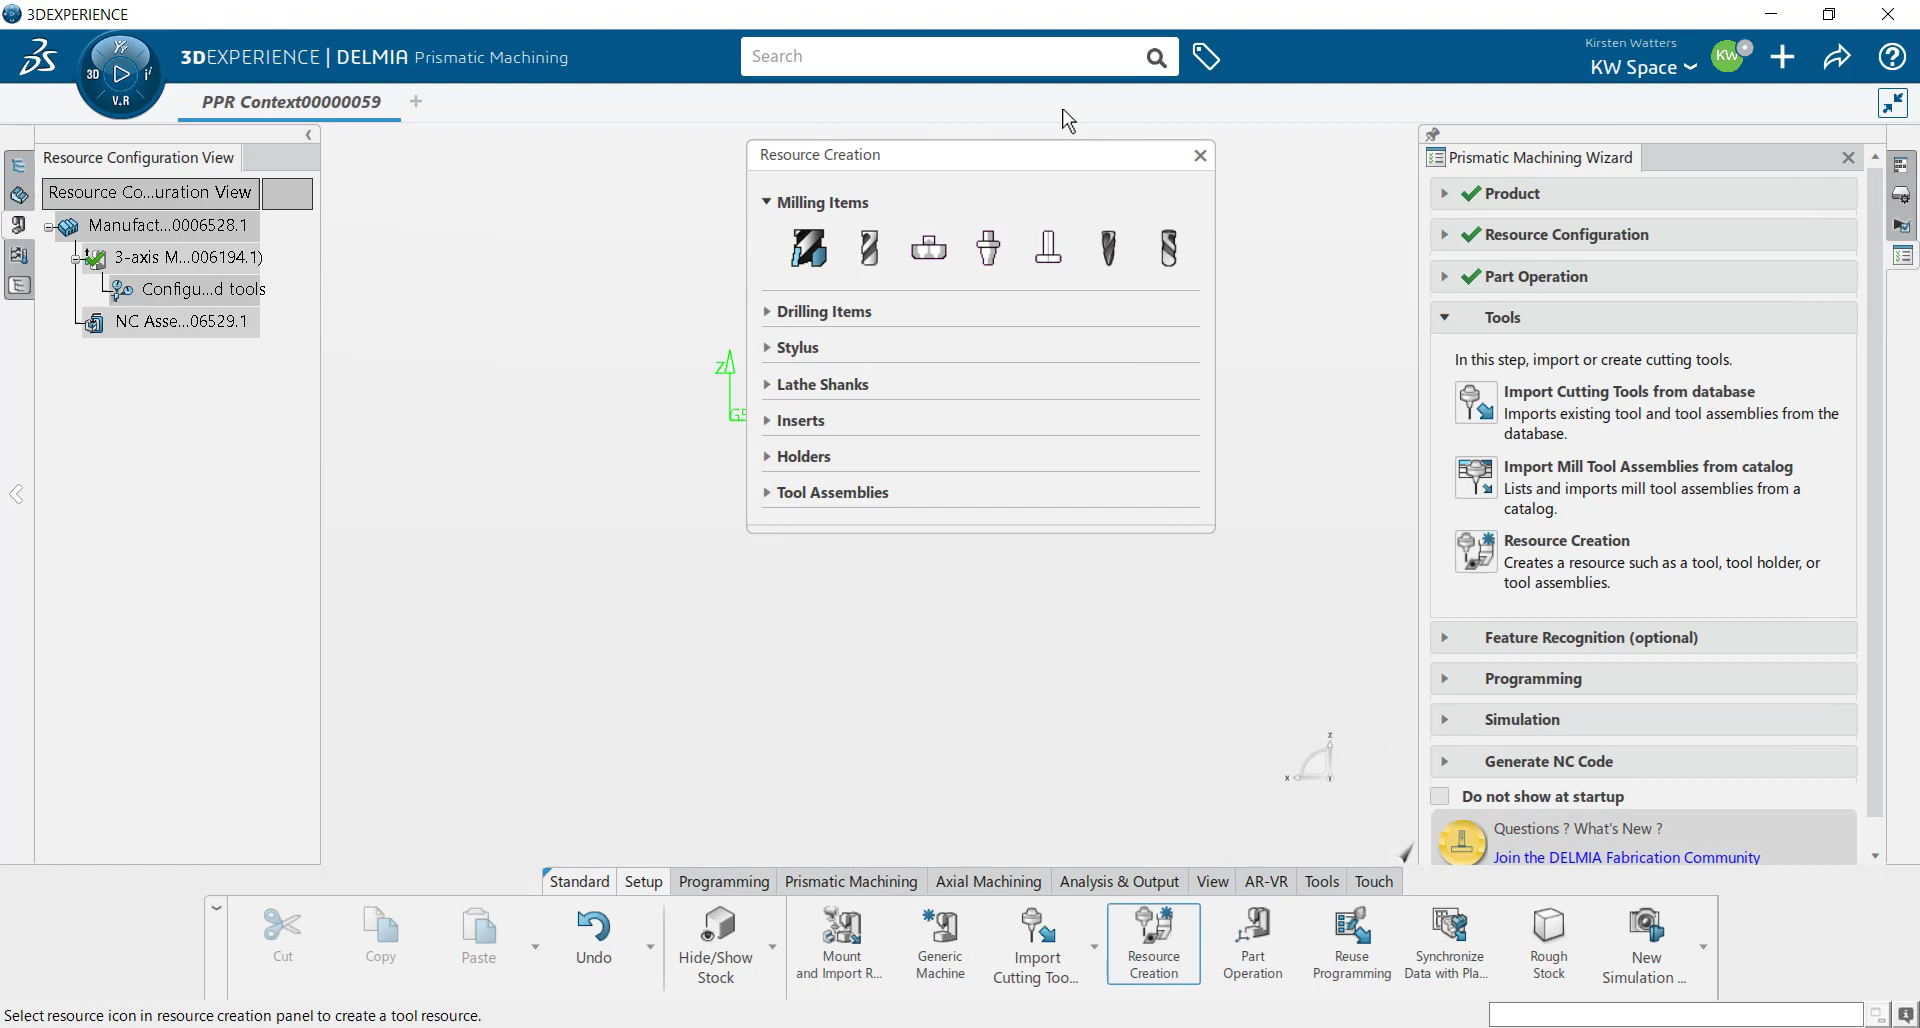 3DEXPERIENCE
3DEXPERIENCE | DELMIA Prismatic Machining
3D
V.R
Search
Kirsten Watters
KW Space
KW
PPR Context00000059
Resource Configuration View
Resource Co...uration View
Manufact...0006528.1
3-axis M...006194.1)
Configu...d tools
NC Asse...06529.1
Z
Resource Creation
Milling Items
Drilling Items
Stylus
Lathe Shanks
Inserts
Holders
Tool Assemblies
z
x
Y
Prismatic Machining Wizard
Product
Resource Configuration
Part Operation
Tools
In this step, import or create cutting tools.
Import Cutting Tools from database
Imports existing tool and tool assemblies from the
database.
Import Mill Tool Assemblies from catalog
Lists and imports mill tool assemblies from a
catalog.
Resource Creation
Creates a resource such as a tool, tool holder, or
tool assemblies.
Feature Recognition (optional)
Programming
Simulation
Generate NC Code
Do not show at startup
Questions ? What's New ?
Join the DELMIA Fabrication Community
Standard Setup Programming Prismatic Machining Axial Machining Analysis & Output View AR-VR Tools Touch
Cut
Copy
Paste
Undo
Hide/Show
Stock
Mount
and Import R...
Generic
Machine
Import
Cutting Too...
Resource
Creation
Part
Operation
Reuse
Programming
Synchronize
Data with Pla...
Rough
Stock
New
Simulation ...
Select resource icon in resource creation panel to create a tool resource.